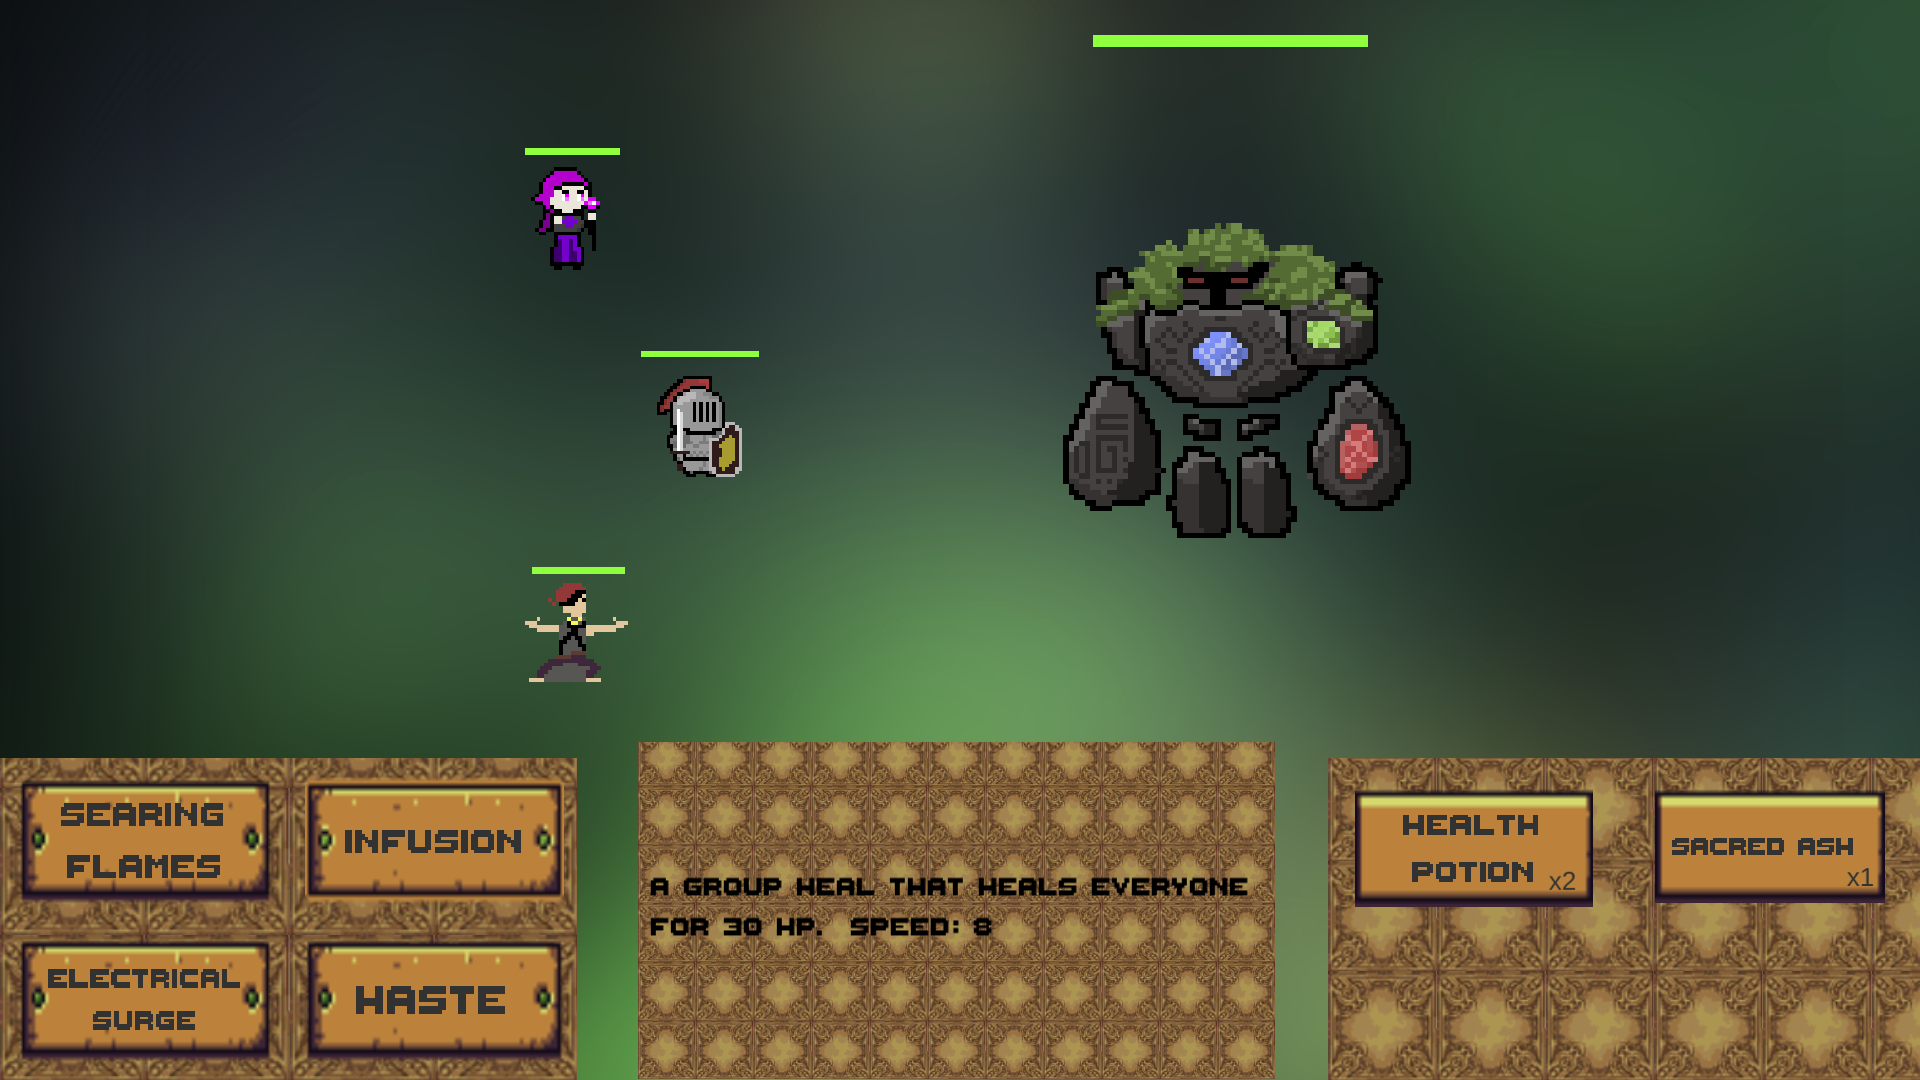 SEARING
FLAMES
INFUSION
ELECTRICAL
SURGE
HASTE
A GROUP HEAL THAT HEALS EVERYONE
FOR 30 HP. SPEED: 8
HEALTH
POTION x2
SACRED ASH
x1